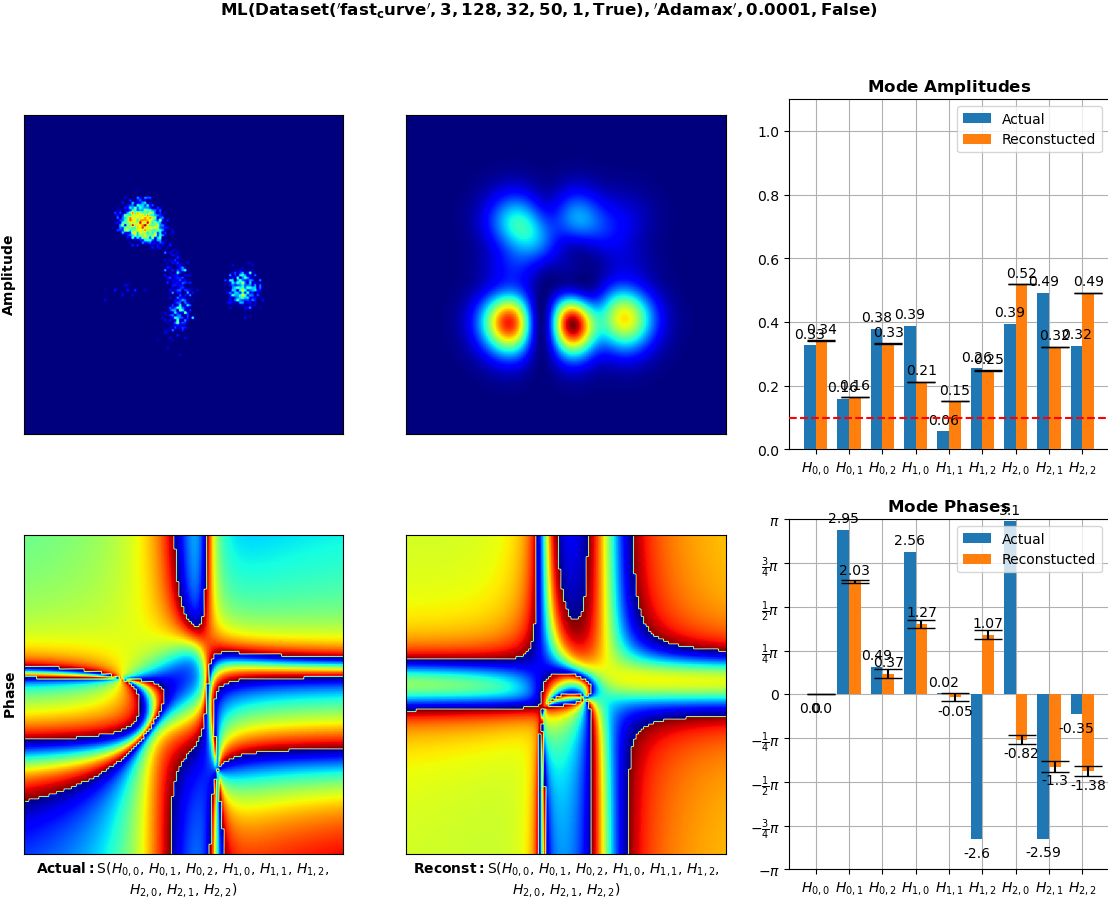 ML(Dataset(′fast_curve′, 3, 128, 32, 50, 1, True), ′Adamax′, 0.0001, False)
Amplitude
Mode Amplitudes
Actual
Reconstucted
1.0
0.8
0.6
0.4
0.2
0.0
0.33 0.34 0.16 0.16 0.38 0.33 0.39 0.21 0.06 0.15 0.26 0.25 0.39 0.52 0.49 0.32 0.32 0.49
H0,0 H0,1 H0,2 H1,0 H1,1 H1,2 H2,0 H2,1 H2,2
Phase
Actual: S(H0,0, H0,1, H0,2, H1,0, H1,1, H1,2,
H2,0, H2,1, H2,2)
Reconst: S(H0,0, H0,1, H0,2, H1,0, H1,1, H1,2,
H2,0, H2,1, H2,2)
Mode Phases
Actual
Reconstucted
π
3/4π
1/2π
1/4π
0
−1/4π
−1/2π
−3/4π
−π
0.0 0.0 2.95 2.03 0.49 0.37 2.56 1.27 0.02 -0.05 -2.6 1.07 3.1 -0.82 -2.59 -1.3 -0.35 -1.38
H0,0 H0,1 H0,2 H1,0 H1,1 H1,2 H2,0 H2,1 H2,2